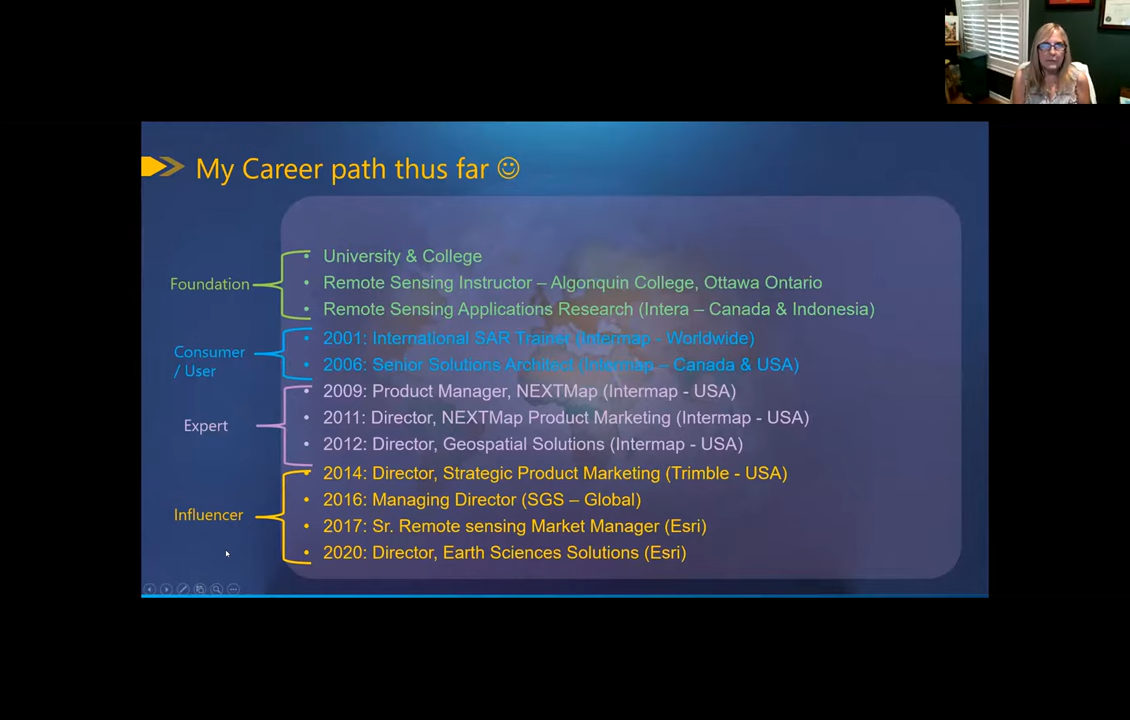 My Career path thus far ☺
Foundation
• University & College
• Remote Sensing Instructor – Algonquin College, Ottawa Ontario
• Remote Sensing Applications Research (Intera – Canada & Indonesia)
Consumer
/ User
• 2001: International SAR Trainer (Intermap - Worldwide)
• 2006: Senior Solutions Architect (Intermap – Canada & USA)
Expert
• 2009: Product Manager, NEXTMap (Intermap - USA)
• 2011: Director, NEXTMap Product Marketing (Intermap - USA)
• 2012: Director, Geospatial Solutions (Intermap - USA)
Influencer
• 2014: Director, Strategic Product Marketing (Trimble - USA)
• 2016: Managing Director (SGS – Global)
• 2017: Sr. Remote sensing Market Manager (Esri)
• 2020: Director, Earth Sciences Solutions (Esri)